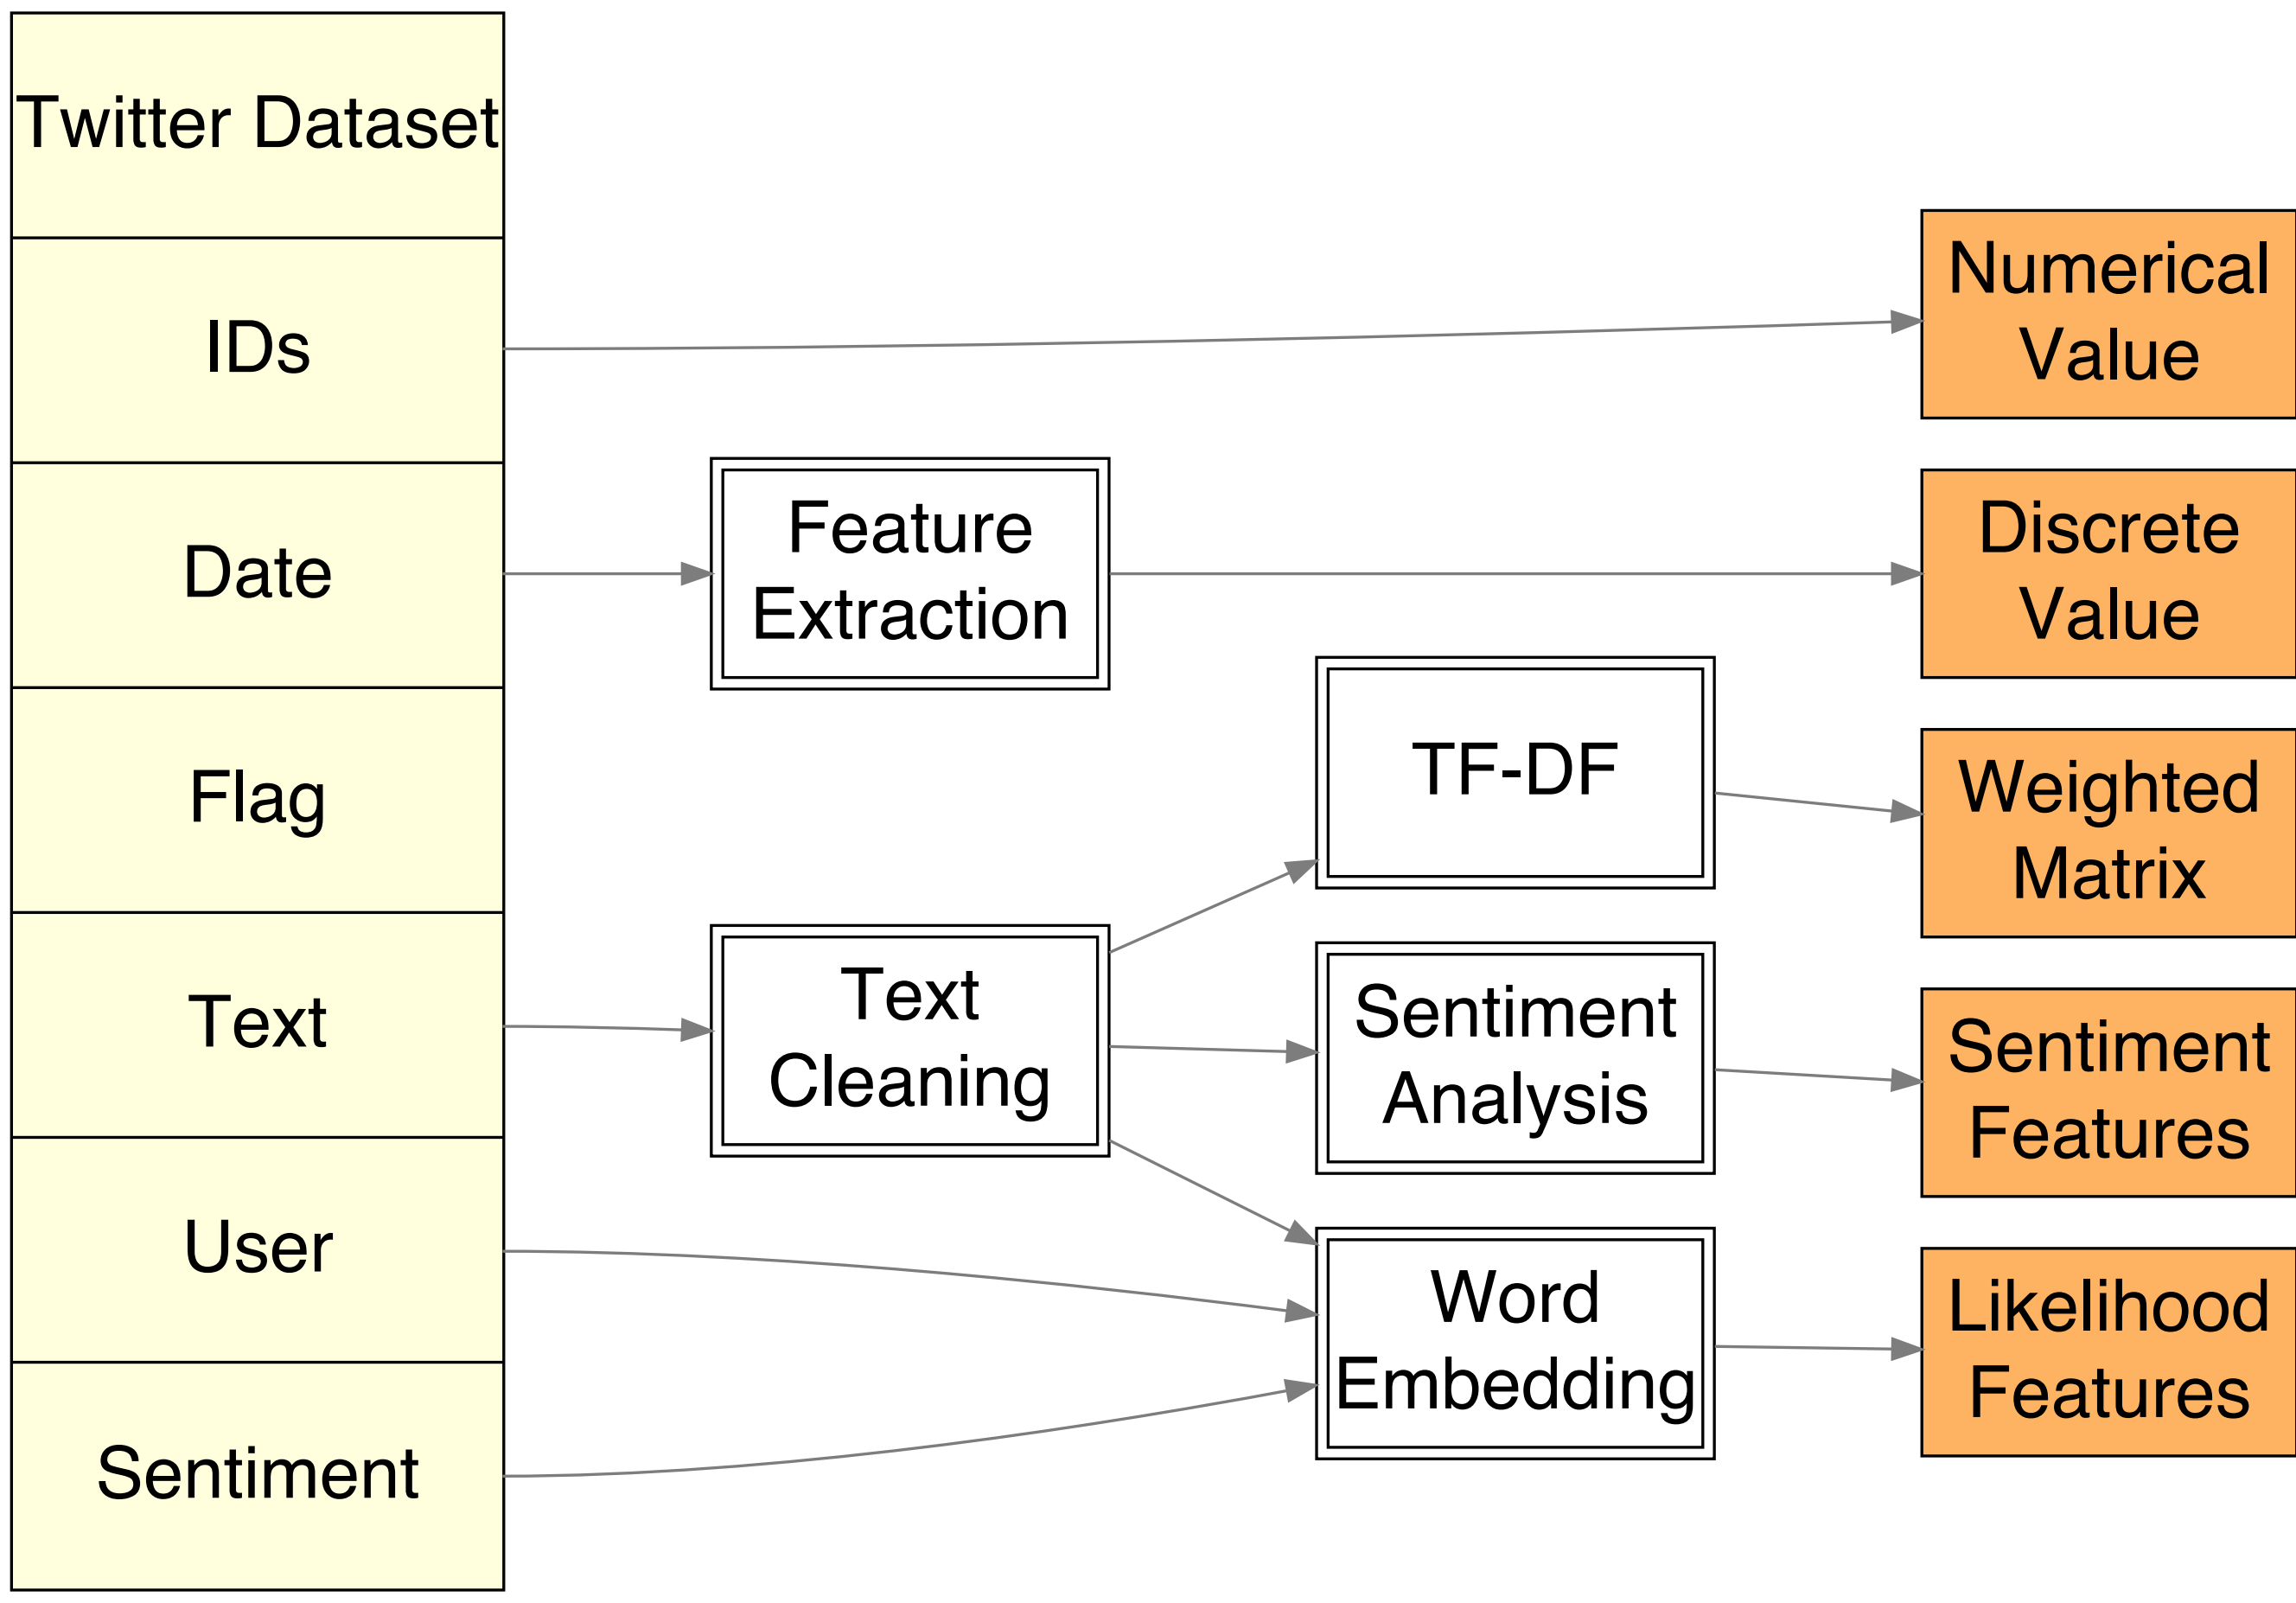 Twitter Dataset
IDs
Date
Flag
Text
User
Sentiment
Feature
Extraction
Text
Cleaning
TF-DF
Sentiment
Analysis
Word
Embedding
Numerical
Value
Discrete
Value
Weighted
Matrix
Sentiment
Features
Likelihood
Features